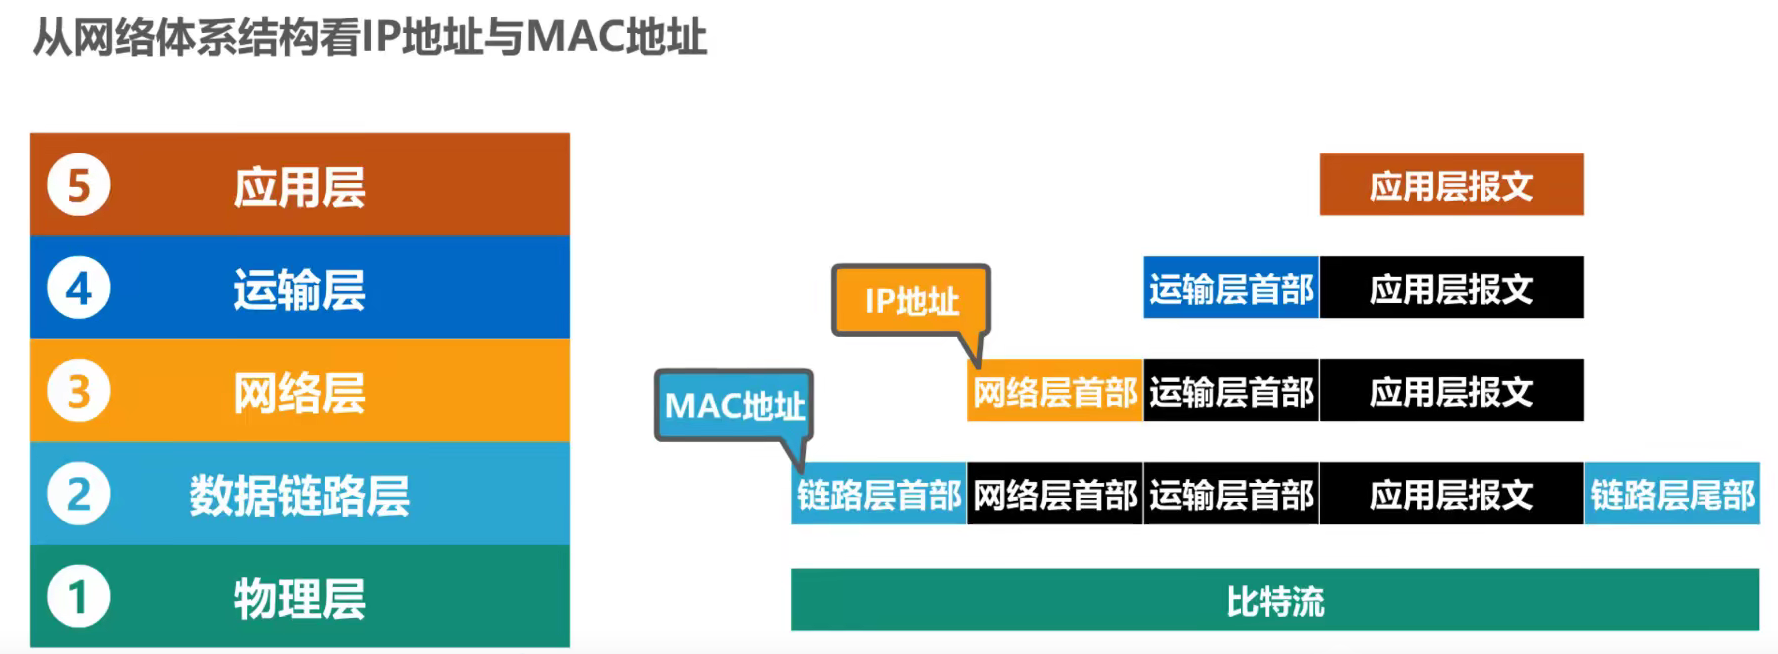 从网络体系结构看IP地址与MAC地址
5 应用层
应用层报文
4 运输层
运输层首部 应用层报文
IP地址
3 网络层
网络层首部 运输层首部 应用层报文
MAC地址
2 数据链路层
链路层首部 网络层首部 运输层首部 应用层报文 链路层尾部
1 物理层
比特流